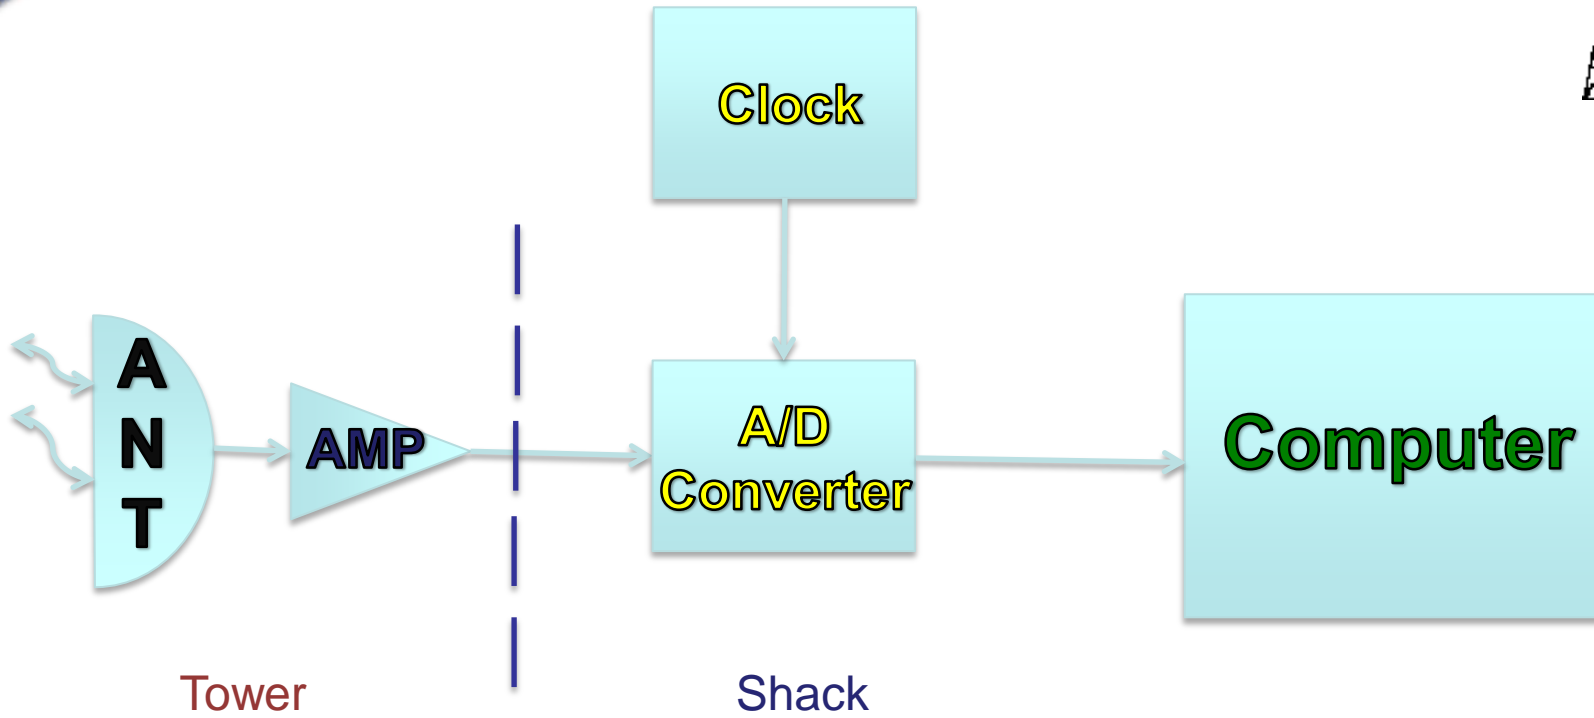 Clock
A
N
T
AMP
A/D
Converter
Computer
Tower
Shack